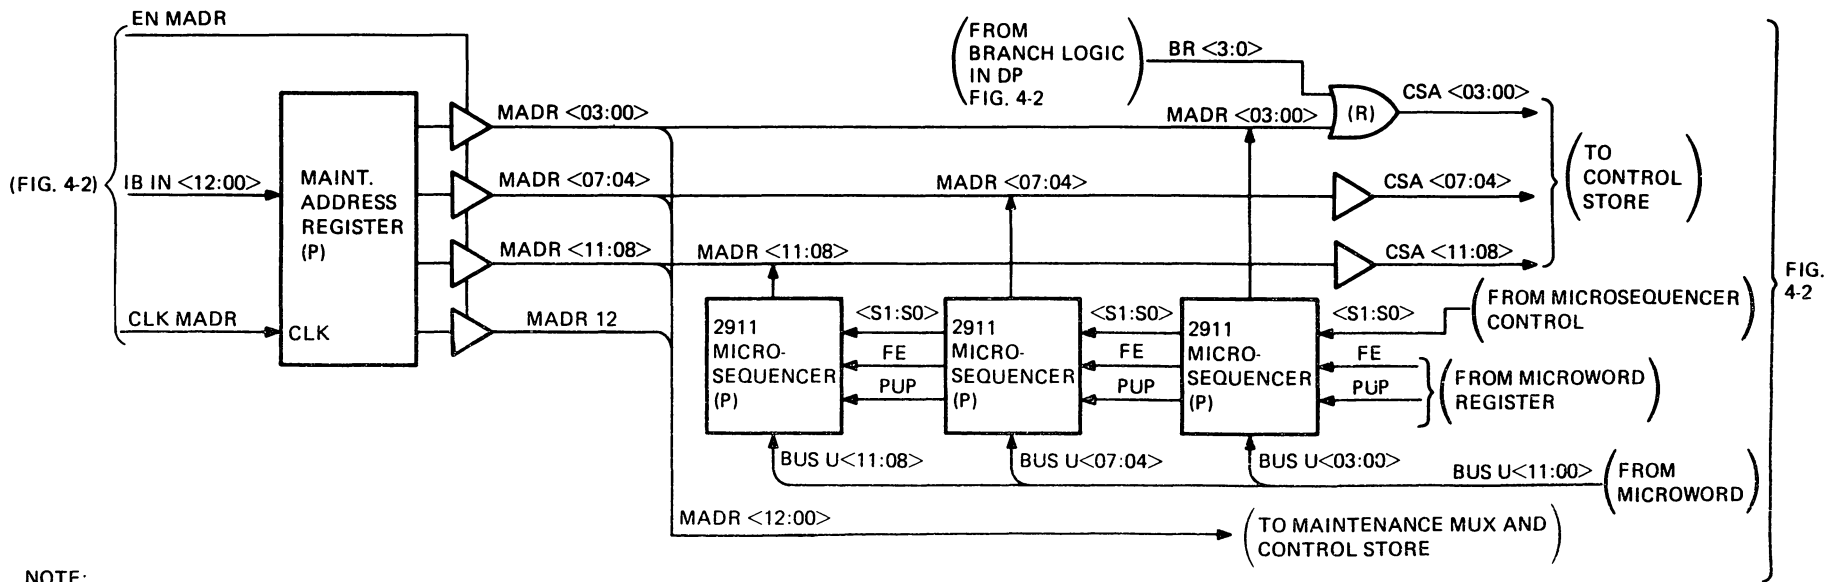 EN MADR
(FIG. 4-2)
IB IN <12:00>
CLK MADR
MAINT.
ADDRESS
REGISTER
(P)
CLK
MADR <03:00>
MADR <07:04>
MADR <11:08>
MADR 12
FROM
BRANCH LOGIC
IN DP
FIG. 4-2
BR <3:0>
MADR <03:00>
(R)
CSA <03:00>
MADR <07:04>
CSA <07:04>
MADR <11:08>
CSA <11:08>
TO
CONTROL
STORE
FIG.
4-2
2911
MICRO-
SEQUENCER
(P)
<S1:S0>
FE
PUP
2911
MICRO-
SEQUENCER
(P)
<S1:S0>
FE
PUP
2911
MICRO-
SEQUENCER
(P)
<S1:S0>
FE
PUP
FROM MICROSEQUENCER
CONTROL
FROM MICROWORD
REGISTER
BUS U<11:08>
BUS U<07:04>
BUS U<03:00>
BUS U<11:00>
FROM
MICROWORD
MADR <12:00>
TO MAINTENANCE MUX AND
CONTROL STORE
NOTE: